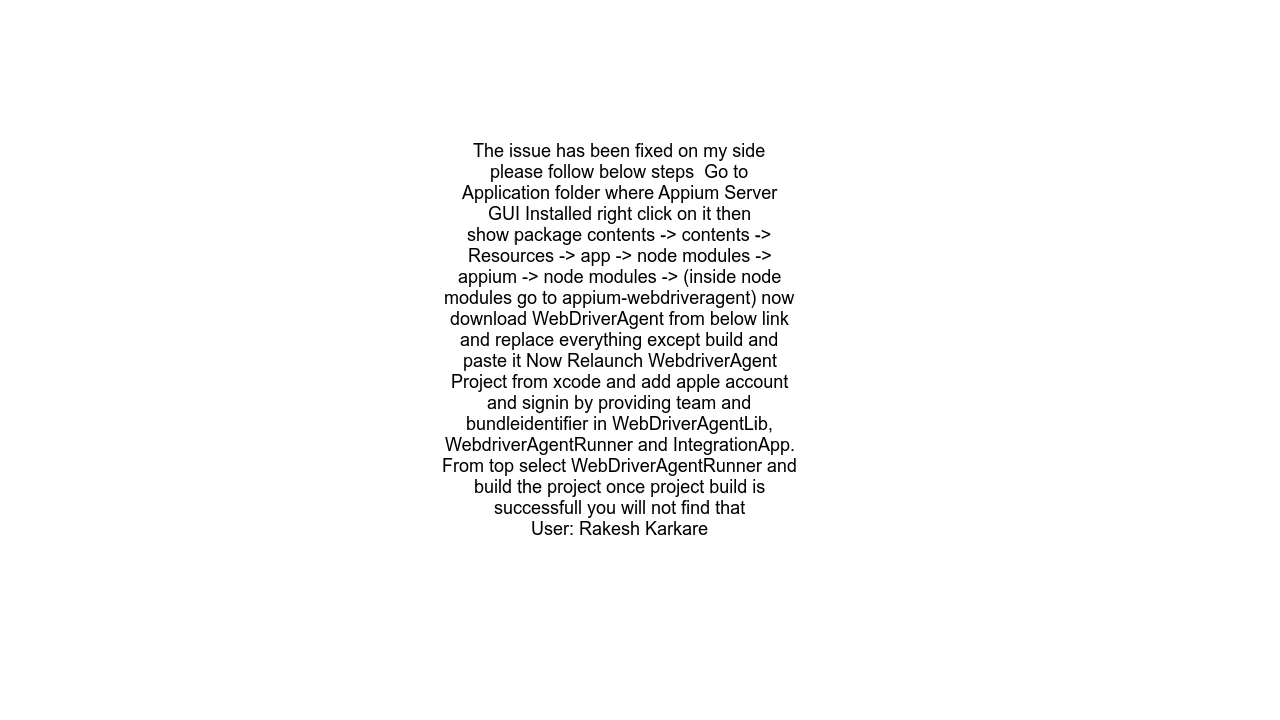 The issue has been fixed on my side
please follow below steps  Go to
Application folder where Appium Server
GUI Installed right click on it then
show package contents -> contents ->
Resources -> app -> node modules ->
appium -> node modules -> (inside node
modules go to appium-webdriveragent) now
download WebDriverAgent from below link
and replace everything except build and
paste it Now Relaunch WebdriverAgent
Project from xcode and add apple account
and signin by providing team and
bundleidentifier in WebDriverAgentLib,
WebdriverAgentRunner and IntegrationApp.
From top select WebDriverAgentRunner and
build the project once project build is
successfull you will not find that
User: Rakesh Karkare